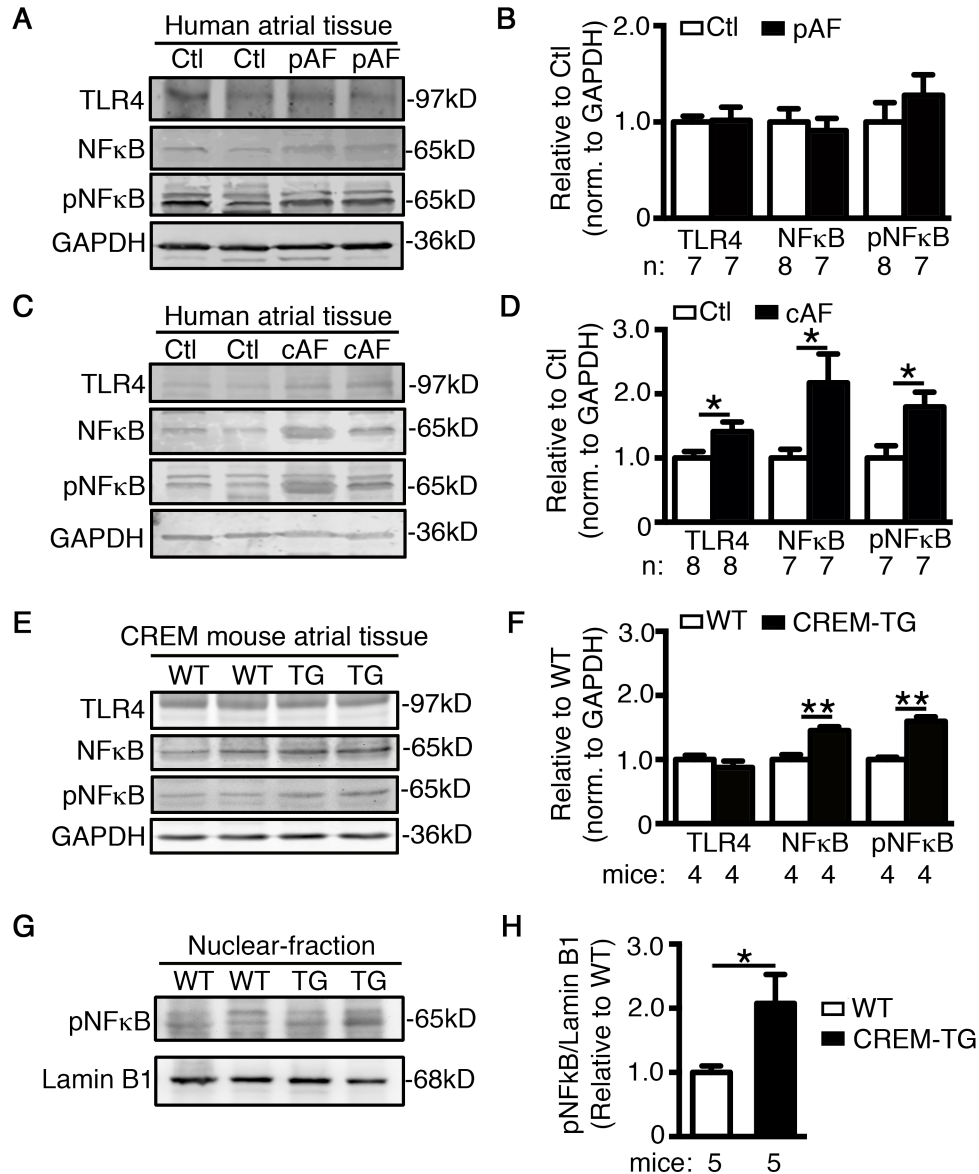 A
Human atrial tissue
Ctl Ctl pAF pAF
TLR4 -97kD
NFκB -65kD
pNFκB -65kD
GAPDH -36kD
B
Ctl pAF
Relative to Ctl
(norm. to GAPDH)
2.0
1.0
0
TLR4 NFκB pNFκB
n: 7 7 8 7 8 7
C
Human atrial tissue
Ctl Ctl cAF cAF
TLR4 -97kD
NFκB -65kD
pNFκB -65kD
GAPDH -36kD
D
Ctl cAF
Relative to Ctl
(norm. to GAPDH)
3.0
2.0
1.0
0
* * *
TLR4 NFκB pNFκB
n: 8 8 7 7 7 7
E
CREM mouse atrial tissue
WT WT TG TG
TLR4 -97kD
NFκB -65kD
pNFκB -65kD
GAPDH -36kD
F
WT CREM-TG
Relative to WT
(norm. to GAPDH)
3.0
2.0
1.0
0
** **
TLR4 NFκB pNFκB
mice: 4 4 4 4 4 4
G
Nuclear-fraction
WT WT TG TG
pNFκB -65kD
Lamin B1 -68kD
H
pNFkB/Lamin B1
(Relative to WT)
3.0
2.0
1.0
0
*
WT
CREM-TG
mice: 5 5